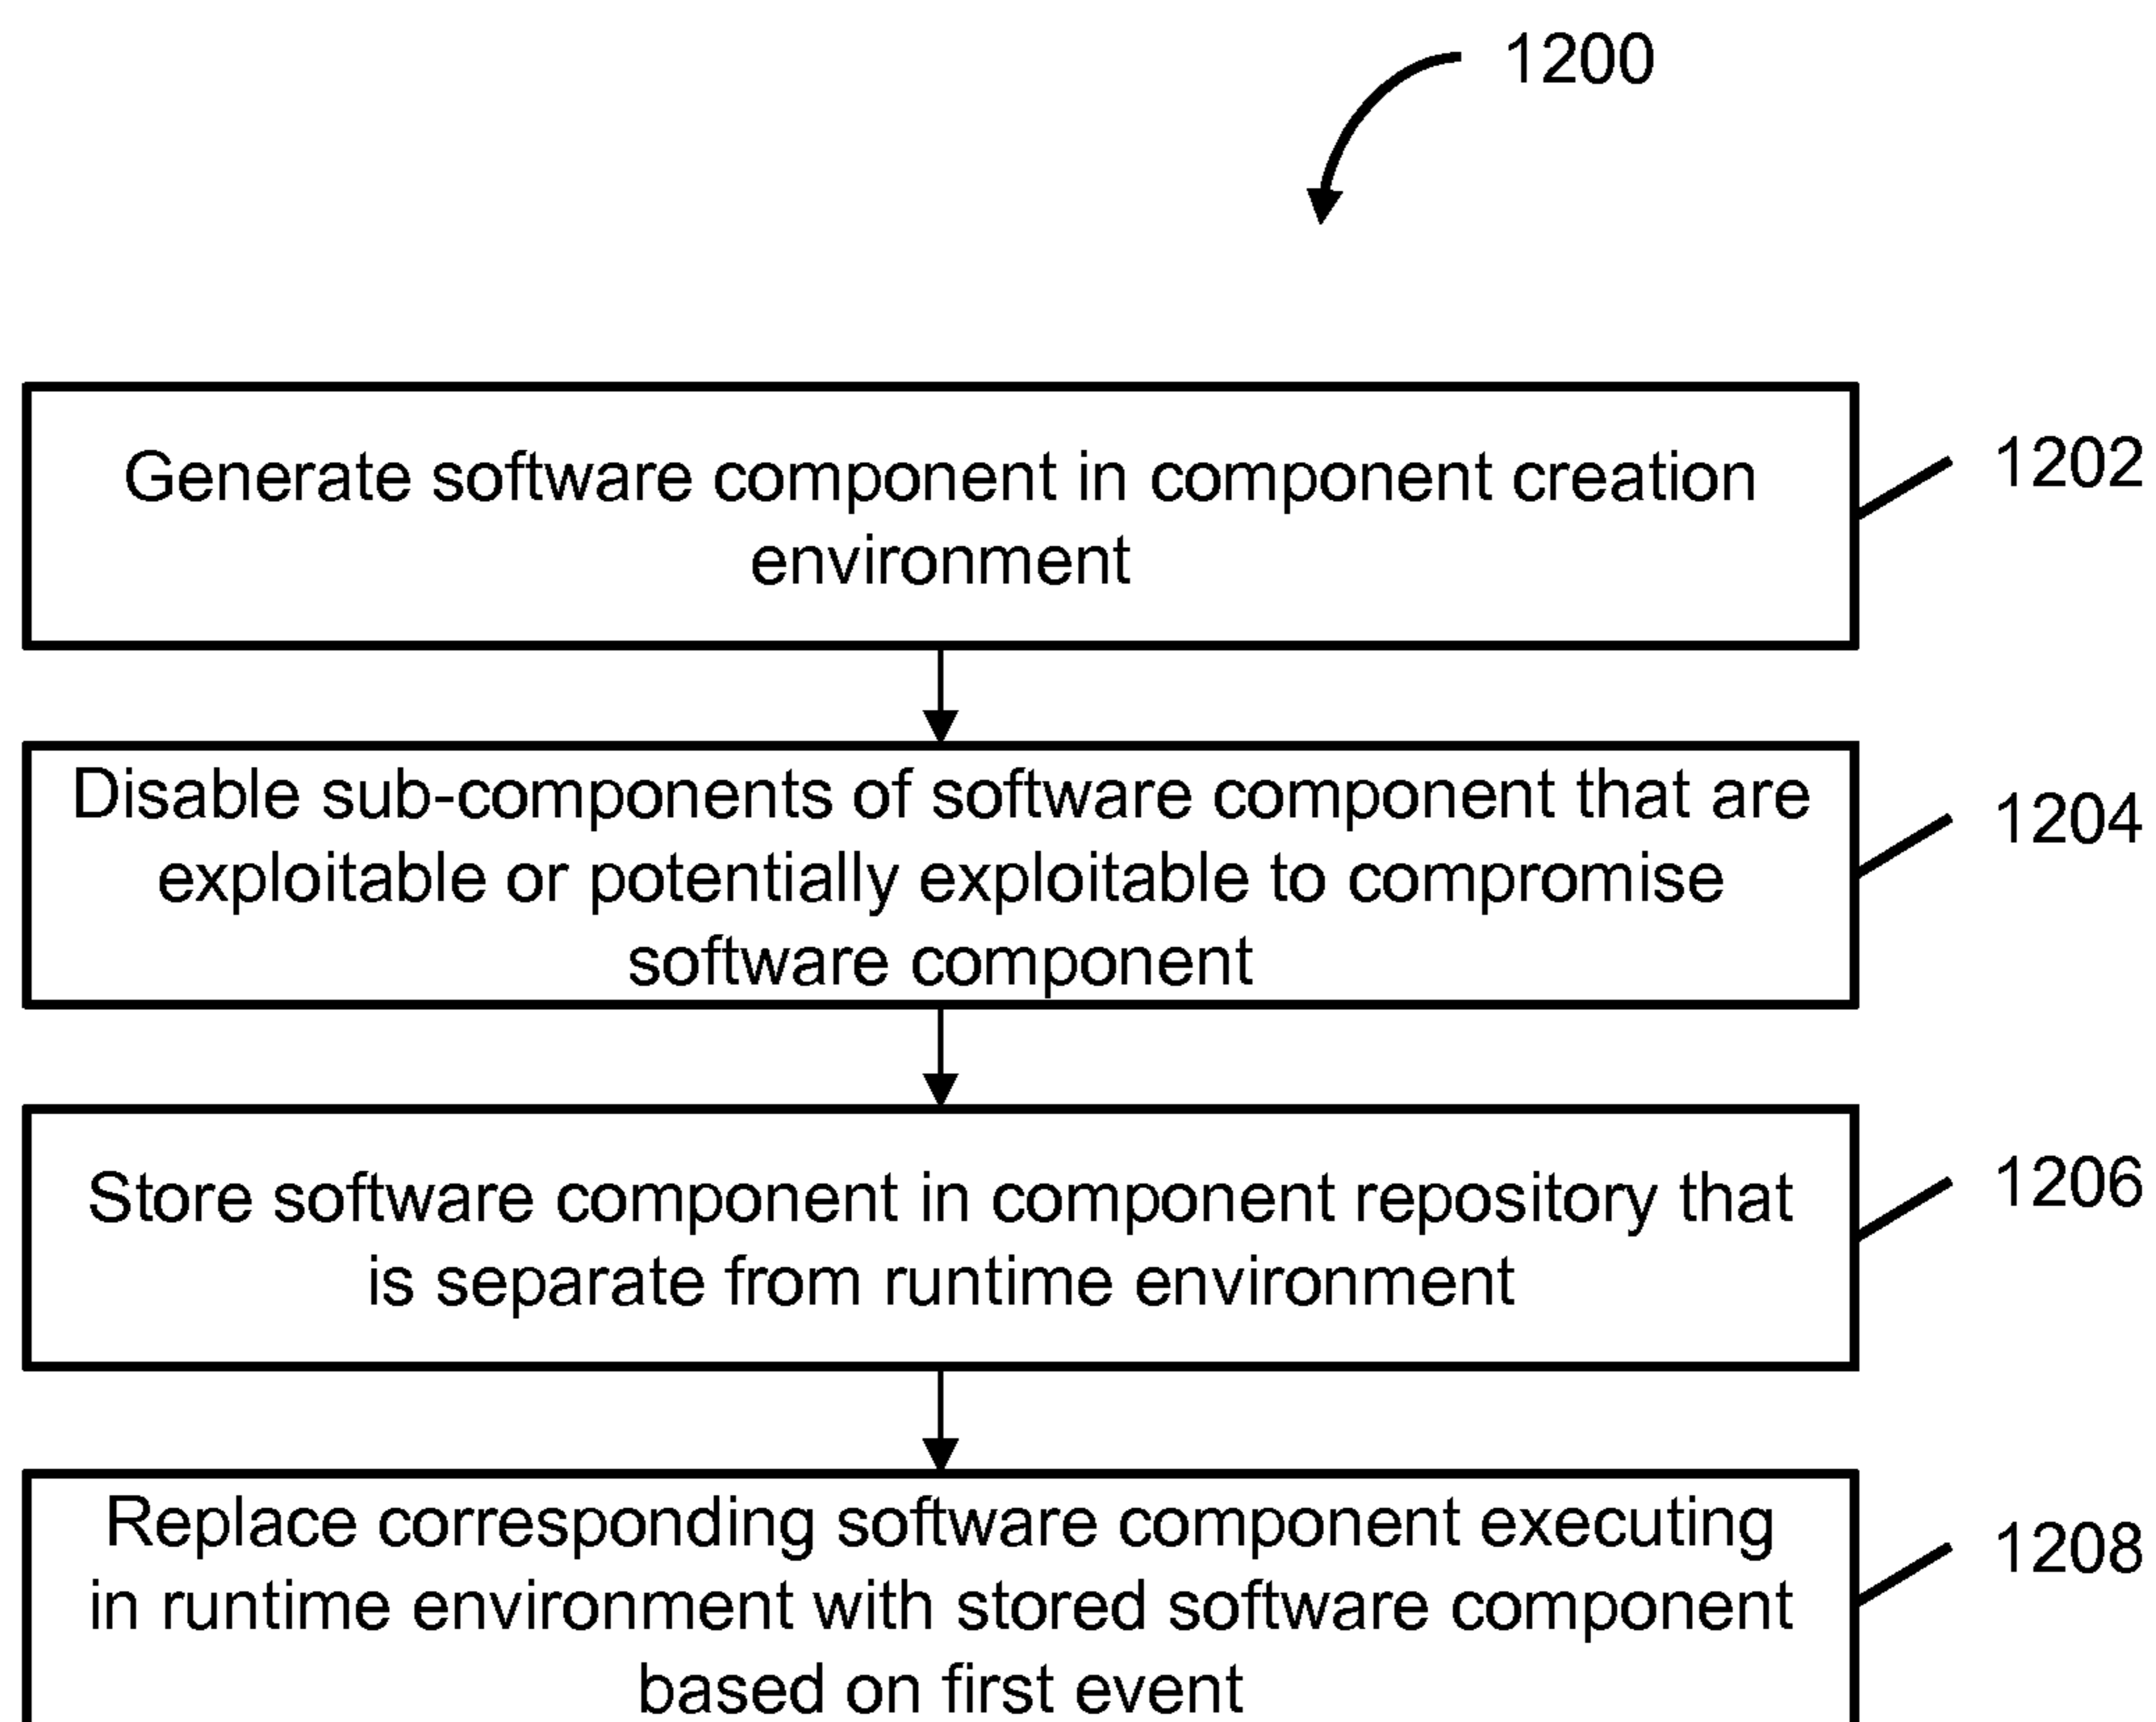 1200
Generate software component in component creation
environment
1202
Disable sub-components of software component that are
exploitable or potentially exploitable to compromise
software component
1204
Store software component in component repository that
is separate from runtime environment
1206
Replace corresponding software component executing
in runtime environment with stored software component
based on first event
1208